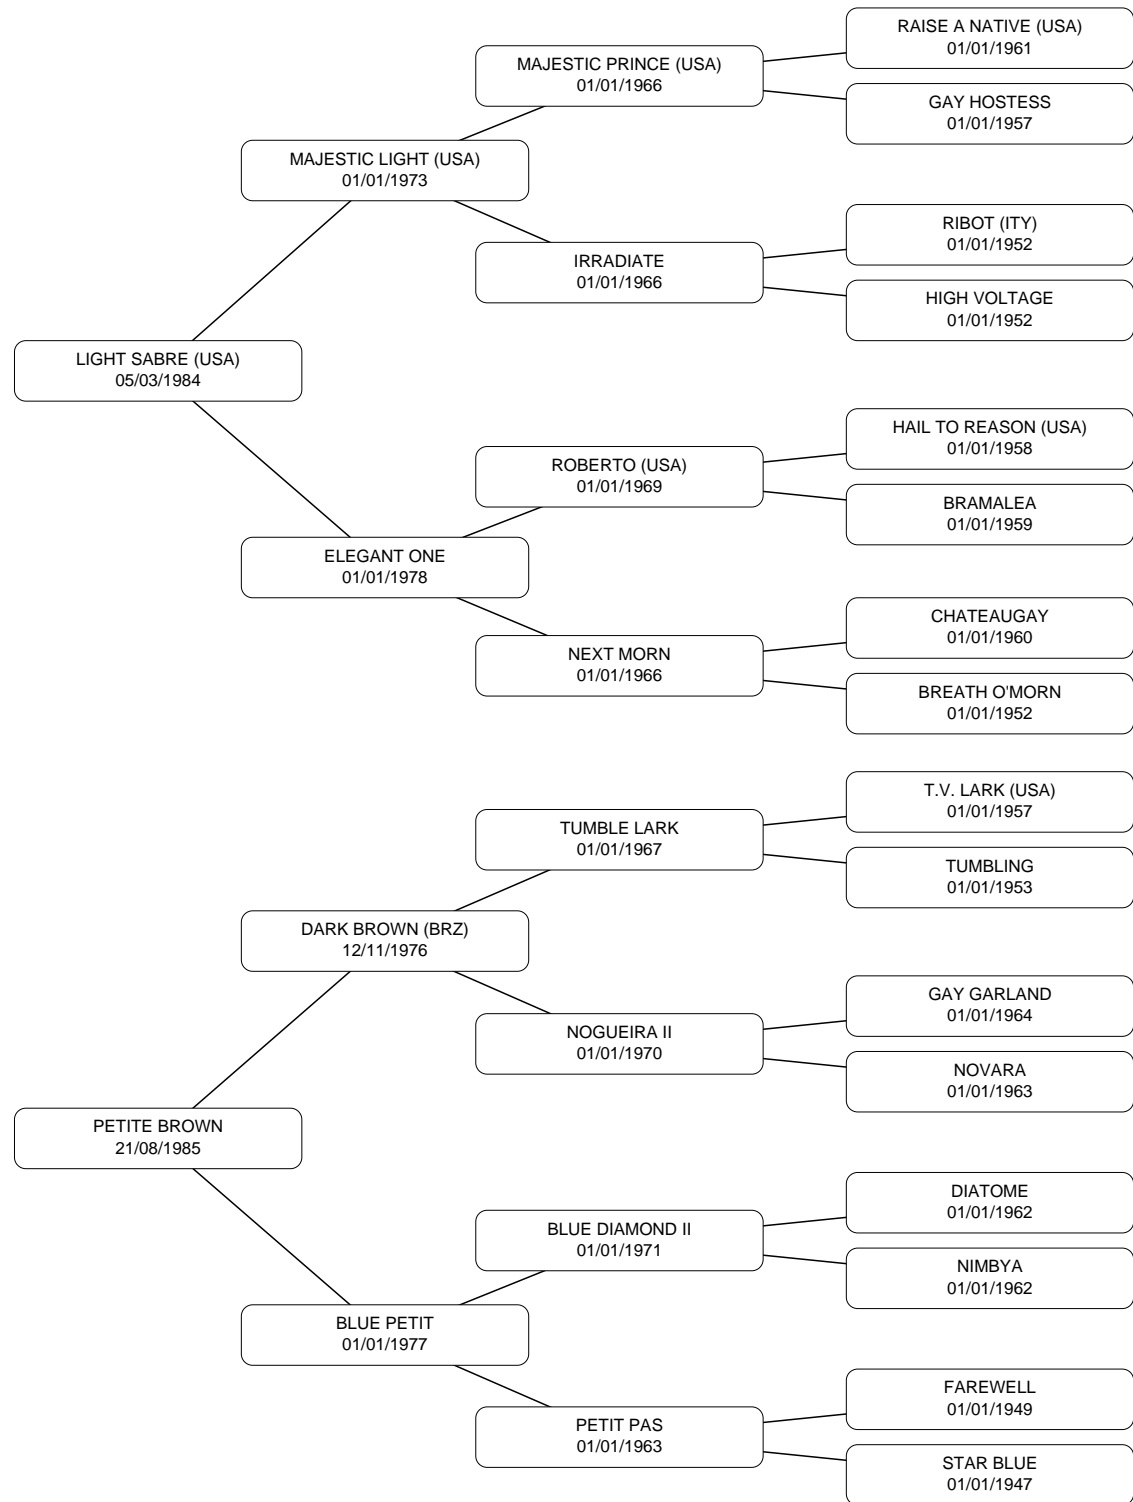 RAISE A NATIVE (USA)
01/01/1961
MAJESTIC PRINCE (USA)
01/01/1966
GAY HOSTESS
01/01/1957
MAJESTIC LIGHT (USA)
01/01/1973
RIBOT (ITY)
01/01/1952
IRRADIATE
01/01/1966
HIGH VOLTAGE
01/01/1952
LIGHT SABRE (USA)
05/03/1984
HAIL TO REASON (USA)
01/01/1958
ROBERTO (USA)
01/01/1969
BRAMALEA
01/01/1959
ELEGANT ONE
01/01/1978
CHATEAUGAY
01/01/1960
NEXT MORN
01/01/1966
BREATH O'MORN
01/01/1952
T.V. LARK (USA)
01/01/1957
TUMBLE LARK
01/01/1967
TUMBLING
01/01/1953
DARK BROWN (BRZ)
12/11/1976
GAY GARLAND
01/01/1964
NOGUEIRA II
01/01/1970
NOVARA
01/01/1963
PETITE BROWN
21/08/1985
DIATOME
01/01/1962
BLUE DIAMOND II
01/01/1971
NIMBYA
01/01/1962
BLUE PETIT
01/01/1977
FAREWELL
01/01/1949
PETIT PAS
01/01/1963
STAR BLUE
01/01/1947